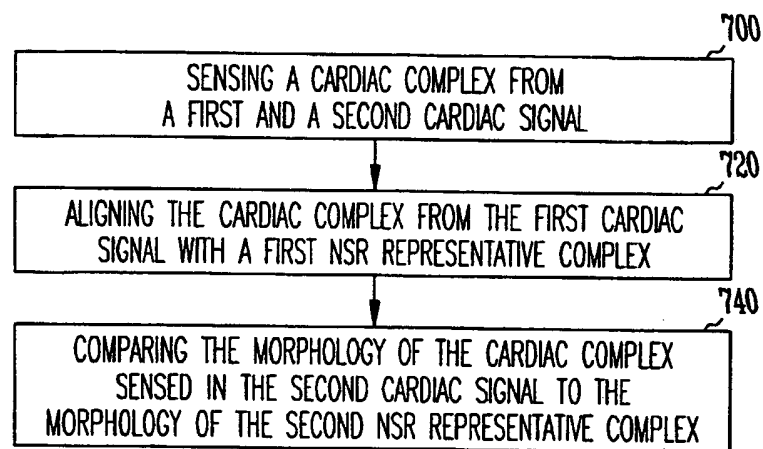 700
SENSING A CARDIAC COMPLEX FROM
A FIRST AND A SECOND CARDIAC SIGNAL
720
ALIGNING THE CARDIAC COMPLEX FROM THE FIRST CARDIAC
SIGNAL WITH A FIRST NSR REPRESENTATIVE COMPLEX
740
COMPARING THE MORPHOLOGY OF THE CARDIAC COMPLEX
SENSED IN THE SECOND CARDIAC SIGNAL TO THE
MORPHOLOGY OF THE SECOND NSR REPRESENTATIVE COMPLEX